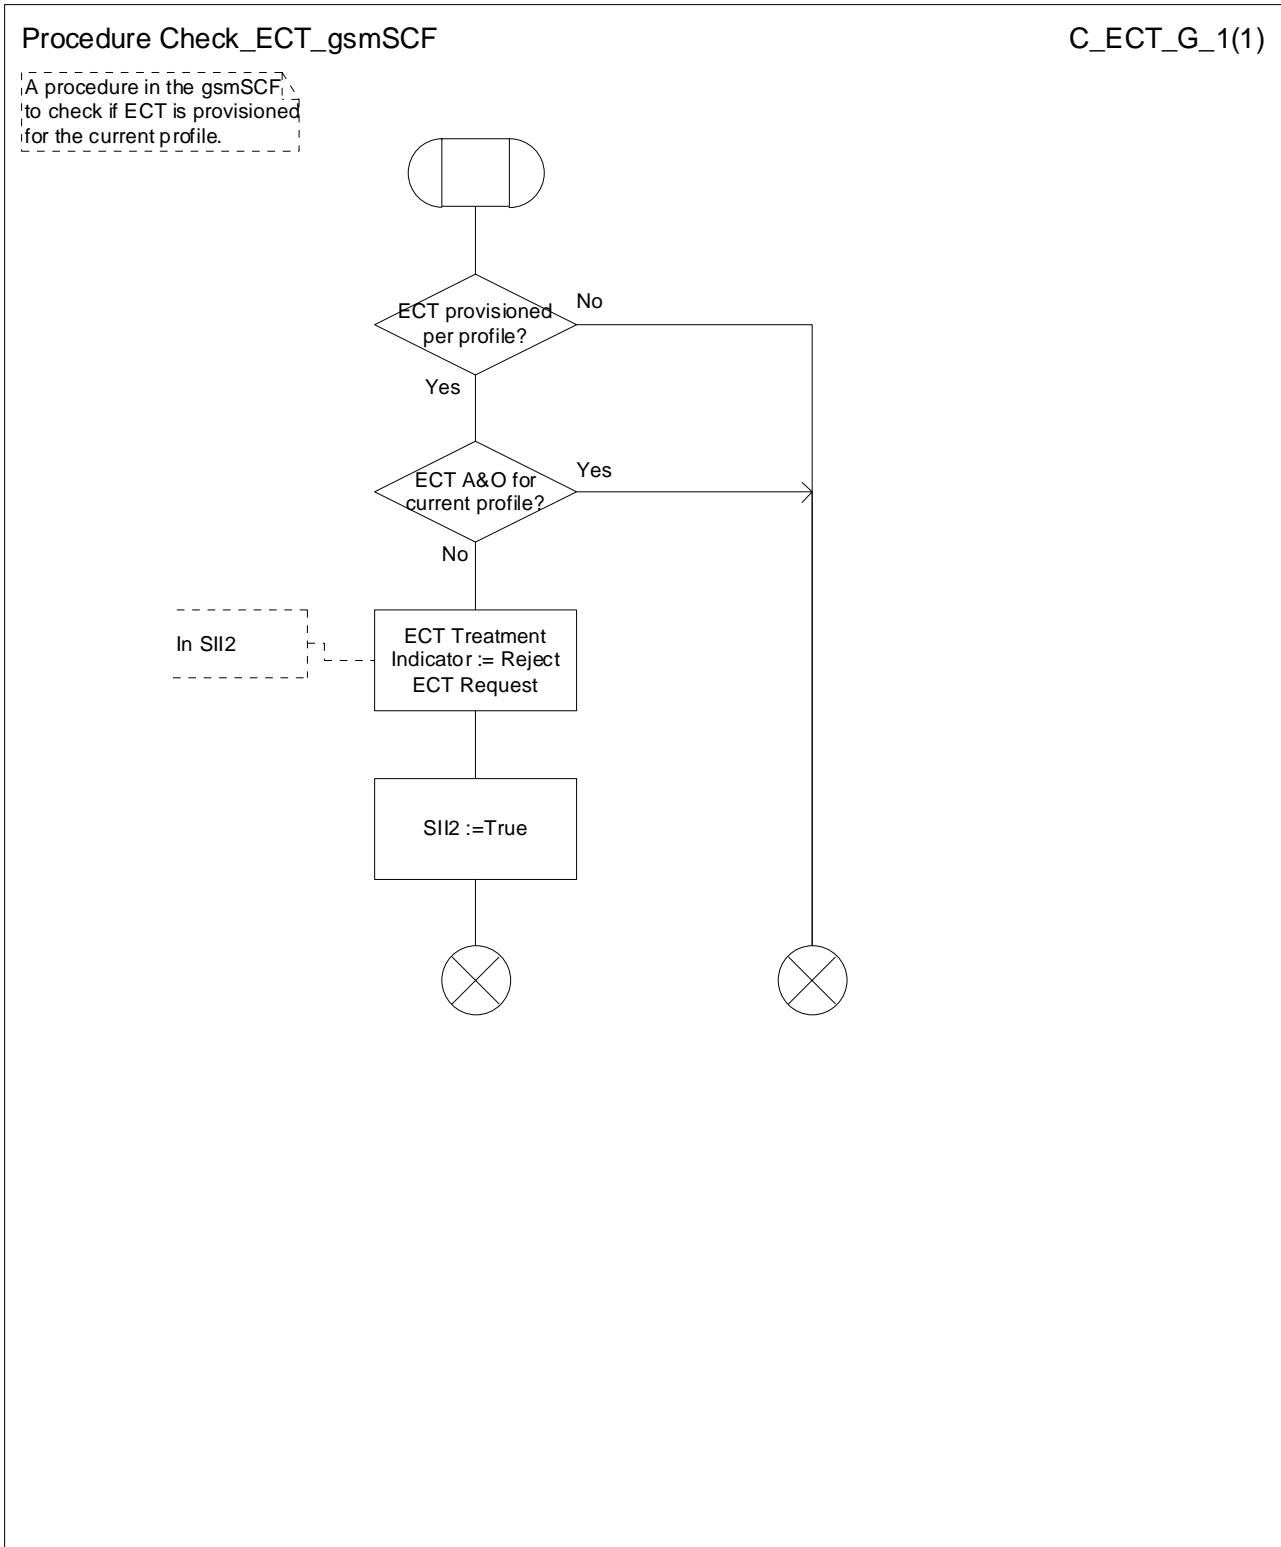 Procedure Check_ECT_gsmSCF
C_ECT_G_1(1)
A procedure in the gsmSCF
to check if ECT is provisioned
for the current profile.
ECT provisioned
per profile?
No
Yes
ECT A&O for
current profile?
Yes
No
In SII2
ECT Treatment
Indicator := Reject
ECT Request
SII2 :=True